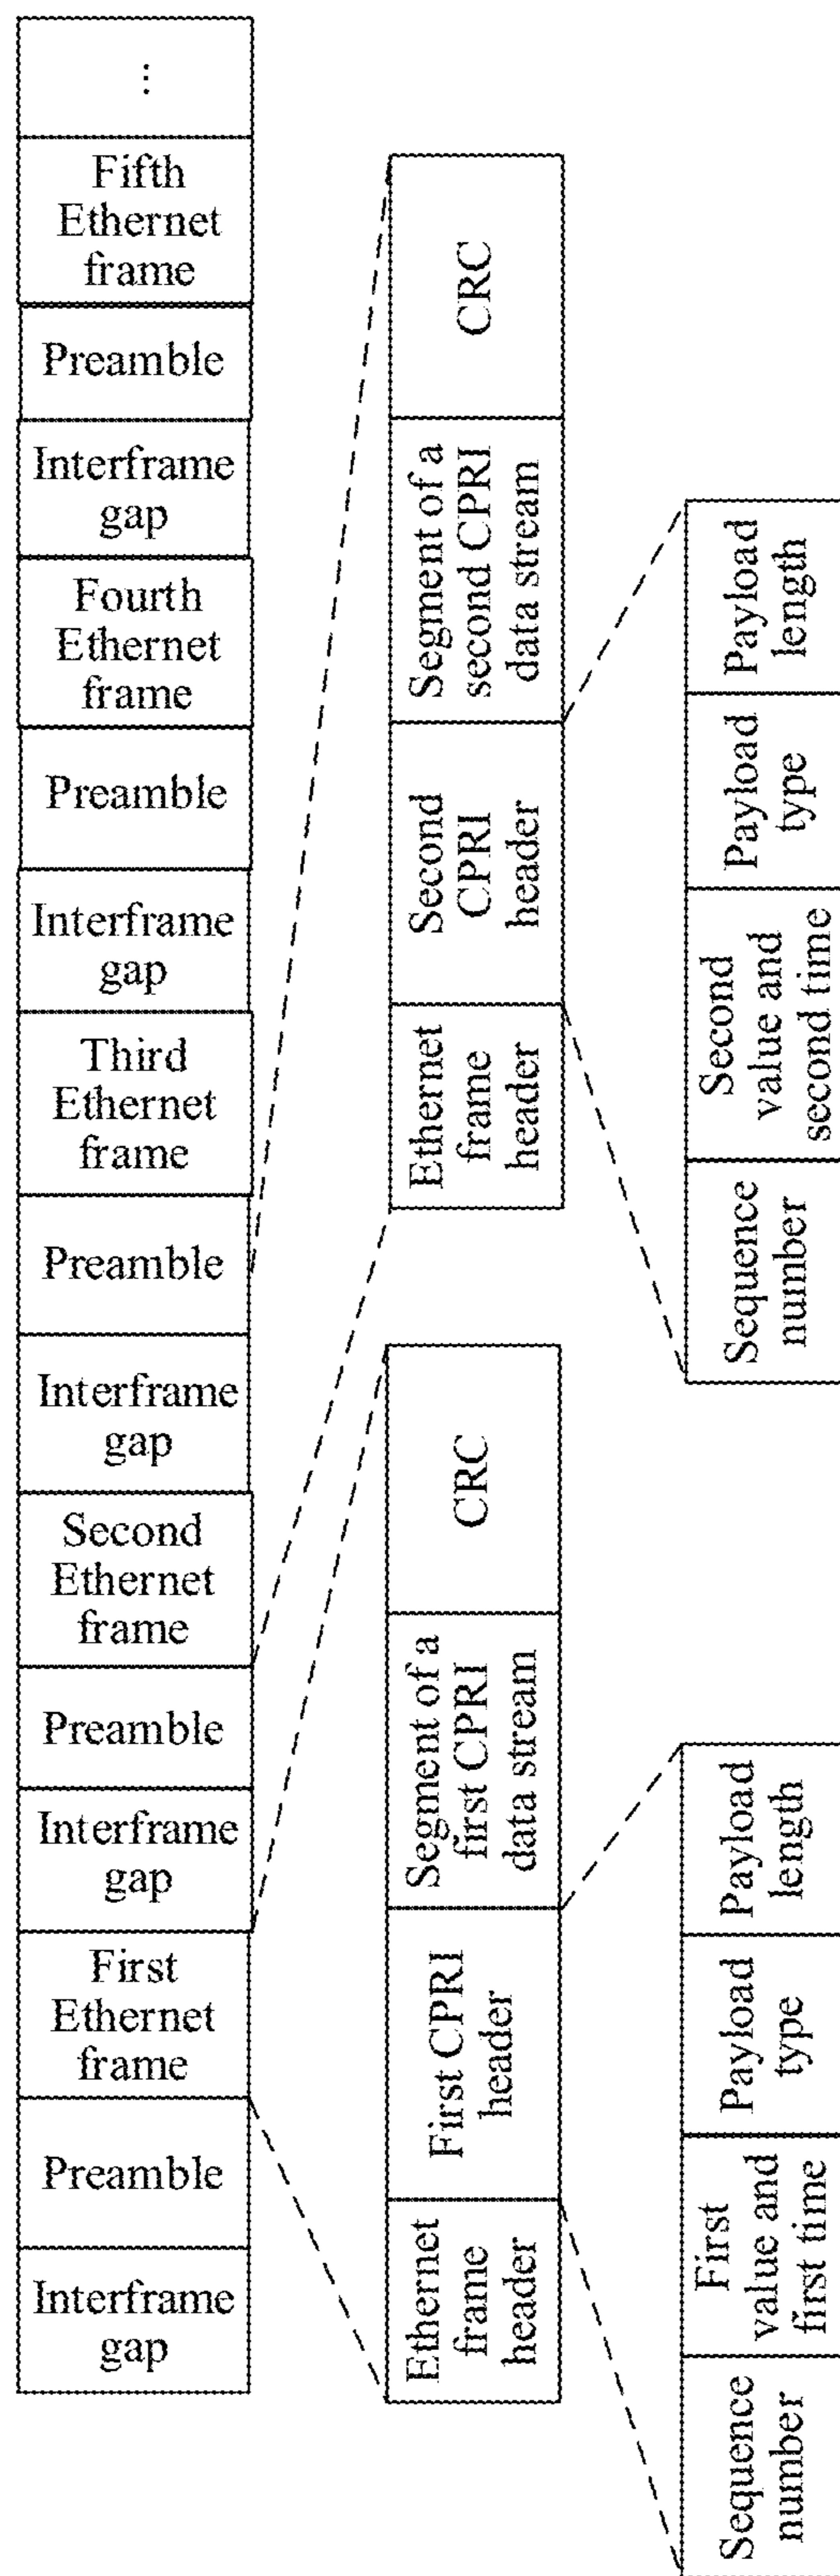 ...
Fifth
Ethernet
frame
Preamble
Interframe
gap
Fourth
Ethernet
frame
Preamble
Interframe
gap
Third
Ethernet
frame
Preamble
Interframe
gap
Second
Ethernet
frame
Preamble
Interframe
gap
First
Ethernet
frame
Preamble
Interframe
gap
Ethernet
frame
header
First CPRI
header
Segment of a
first CPRI
data stream
CRC
Ethernet
frame
header
Second
CPRI
header
Segment of a
second CPRI
data stream
CRC
Sequence
number
First
value and
first time
Payload
type
Payload
length
Sequence
number
Second
value and
second time
Payload
type
Payload
length